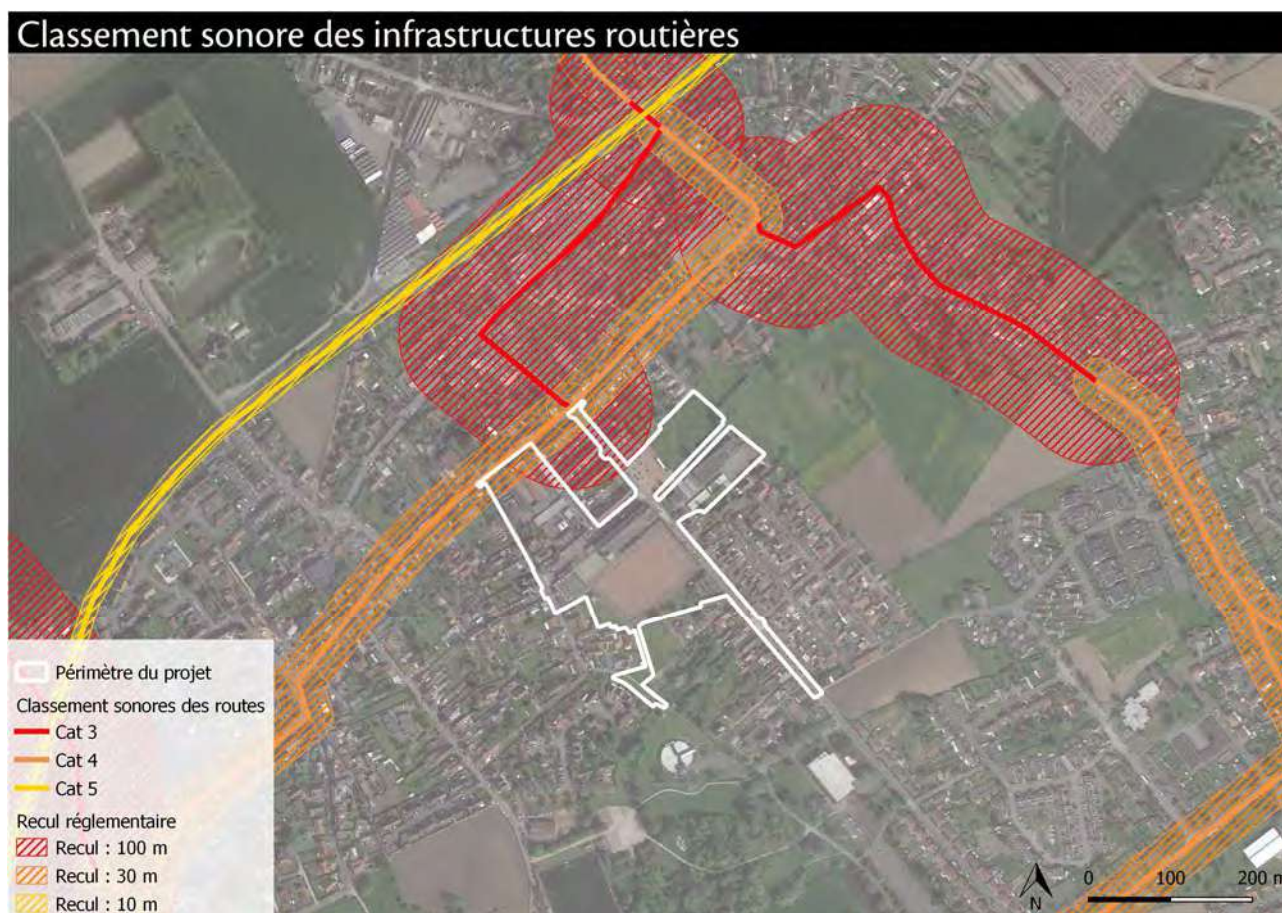 Classement sonore des infrastructures routières
Périmètre du projet
Classement sonores des routes
Cat 3
Cat 4
Cat 5
Recul réglementaire
Recul : 100 m
Recul : 30 m
Recul : 10 m
N
0 100 200 m